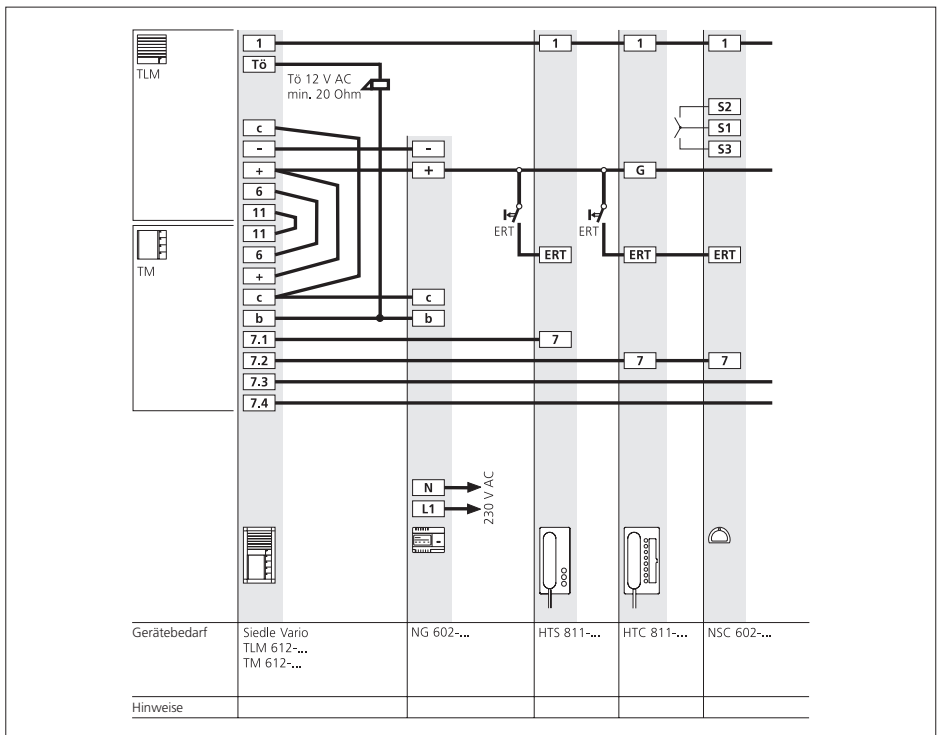 TLM
1 1 1 1
Tö
Tö 12 V AC
min. 20 Ohm
S2
c S1
- - S3
+ + G
6
11
ERT ERT
11
TM
6 ERT ERT ERT
+
c c
b b
7.1 7
7.2 7 7
7.3
7.4
N
L1
230 V AC
Gerätebedarf Siedle Vario NG 602-... HTS 811-... HTC 811-... NSC 602-...
TLM 612-...
TM 612-...
Hinweise